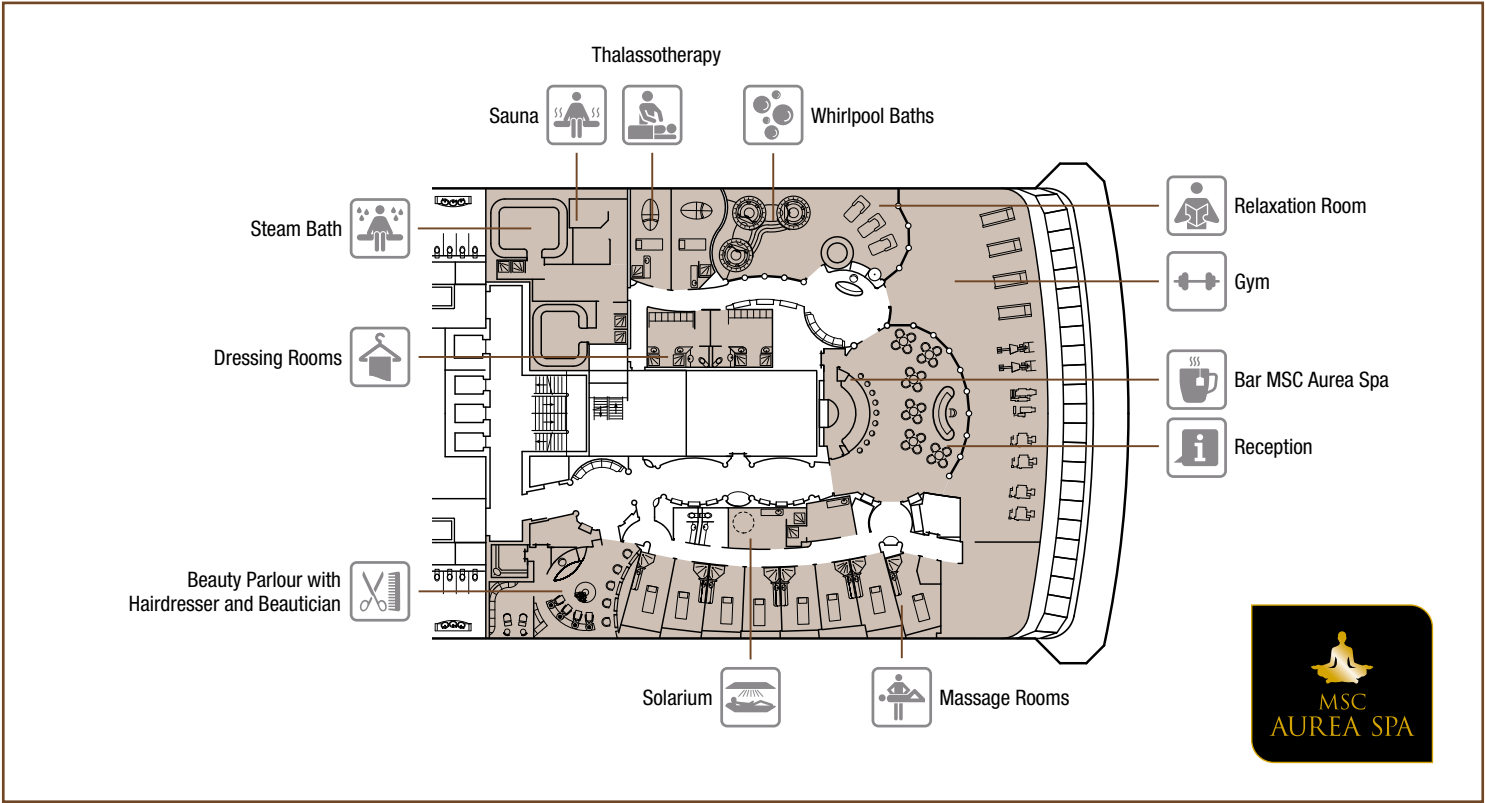 Thalassotherapy
Sauna
Whirlpool Baths
Steam Bath
Relaxation Room
Gym
Dressing Rooms
Bar MSC Aurea Spa
Reception
Beauty Parlour with
Hairdresser and Beautician
Solarium
Massage Rooms
MSC
AUREA SPA